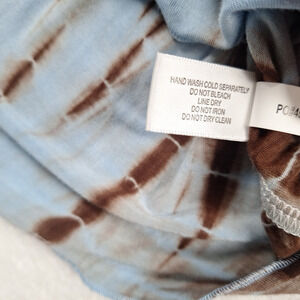 HAND WASH COLD SEPARATELY
DO NOT BLEACH
LINE DRY
DO NOT IRON
DO NOT DRY CLEAN